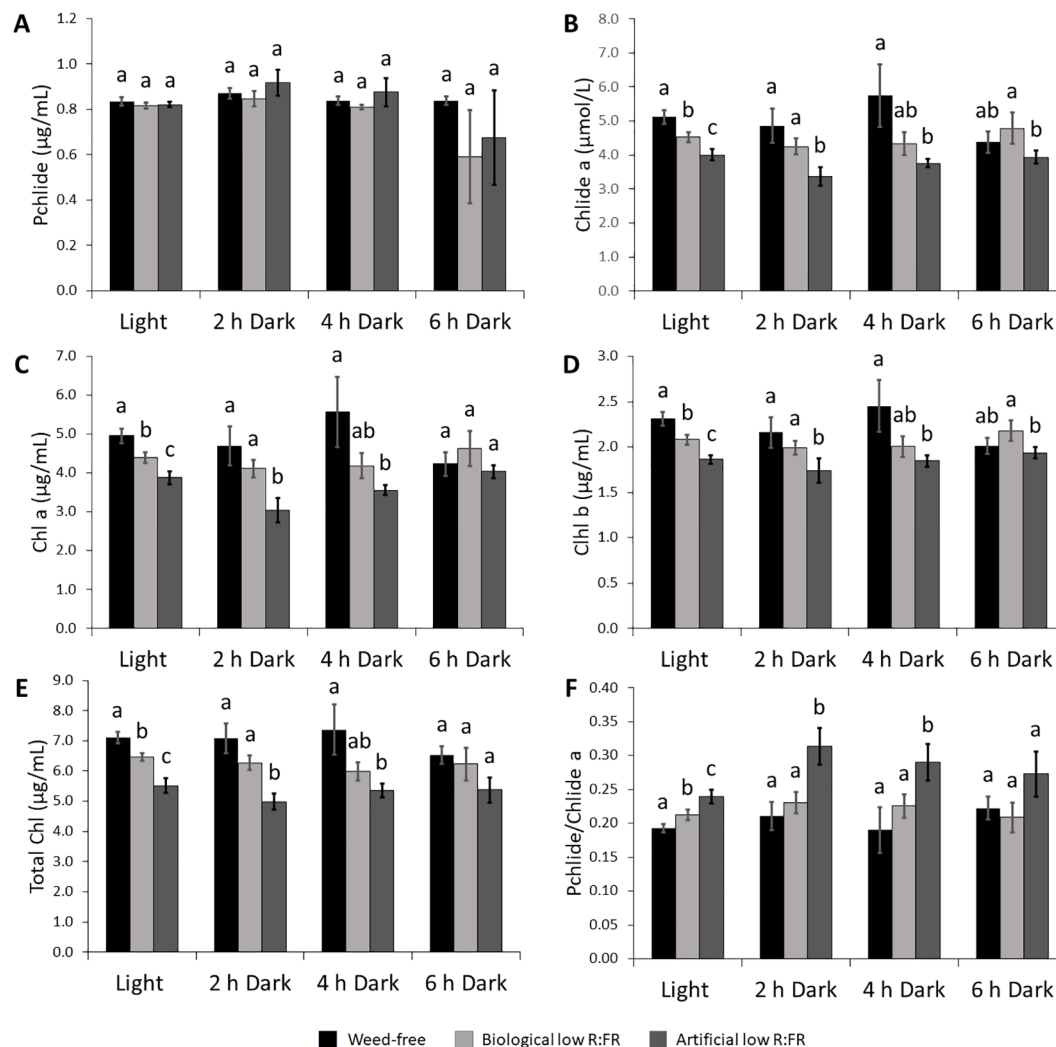 A
Pchlide (µg/mL)
1.2
1.0
0.8
0.6
0.4
0.2
0.0
a a a
a a a
a a a
a a a
Light 2 h Dark 4 h Dark 6 h Dark
B
Chlide a (µmol/L)
8.0
7.0
6.0
5.0
4.0
3.0
2.0
1.0
0.0
a b c
a a b
a ab b
ab a b
Light 2 h Dark 4 h Dark 6 h Dark
C
Chl a (µg/mL)
7.0
6.0
5.0
4.0
3.0
2.0
1.0
0.0
a b c
a a b
a ab b
a a a
Light 2 h Dark 4 h Dark 6 h Dark
D
Clhl b (µg/mL)
3.0
2.5
2.0
1.5
1.0
0.5
0.0
a b c
a a b
a ab b
ab a b
Light 2 h Dark 4 h Dark 6 h Dark
E
Total Chl (µg/mL)
9.0
8.0
7.0
6.0
5.0
4.0
3.0
2.0
1.0
0.0
a b c
a a b
a ab b
a a a
Light 2 h Dark 4 h Dark 6 h Dark
F
Pchlide/Chlide a
0.40
0.35
0.30
0.25
0.20
0.15
0.10
0.05
0.00
a b c
a a b
a a b
a a a
Light 2 h Dark 4 h Dark 6 h Dark
Weed-free Biological low R:FR Artificial low R:FR